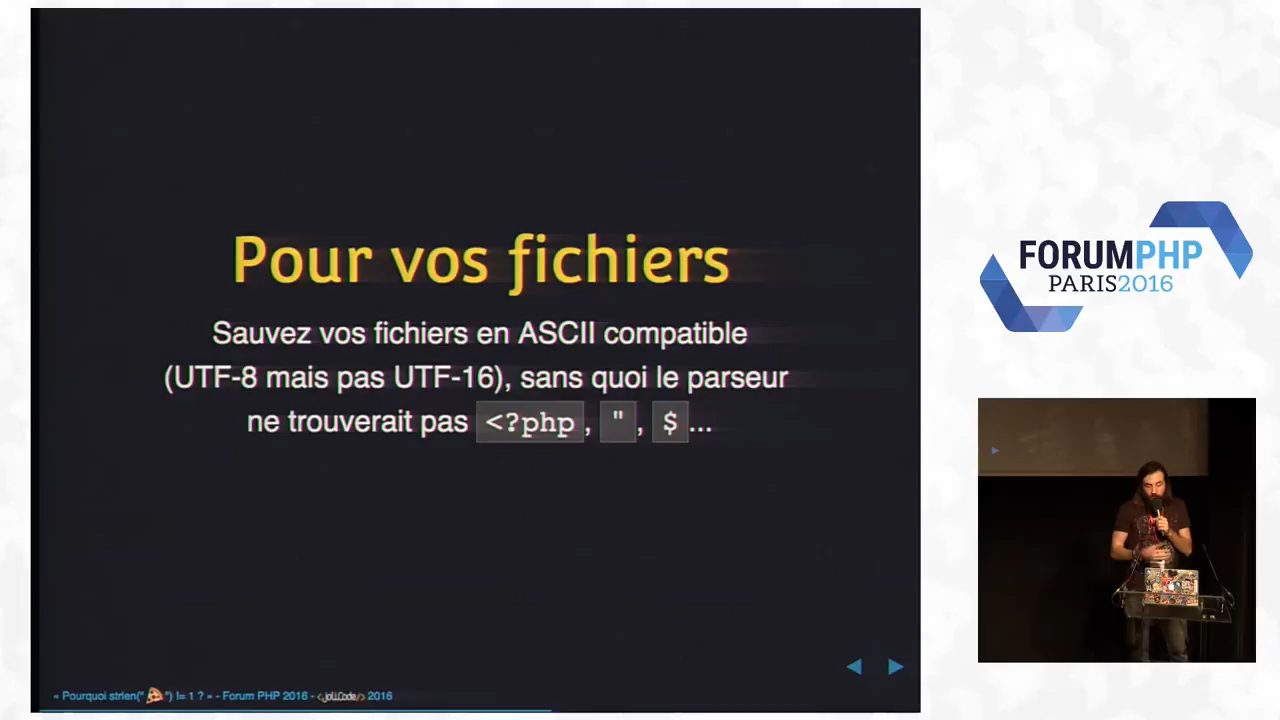 Pour vos fichiers
Sauvez vos fichiers en ASCII compatible
(UTF-8 mais pas UTF-16), sans quoi le parseur
ne trouverait pas <?php, ", $...
« Pourquoi strlen("🍕") != 1 ? » - Forum PHP 2016 - </joliCode/> 2016
FORUMPHP
PARIS2016